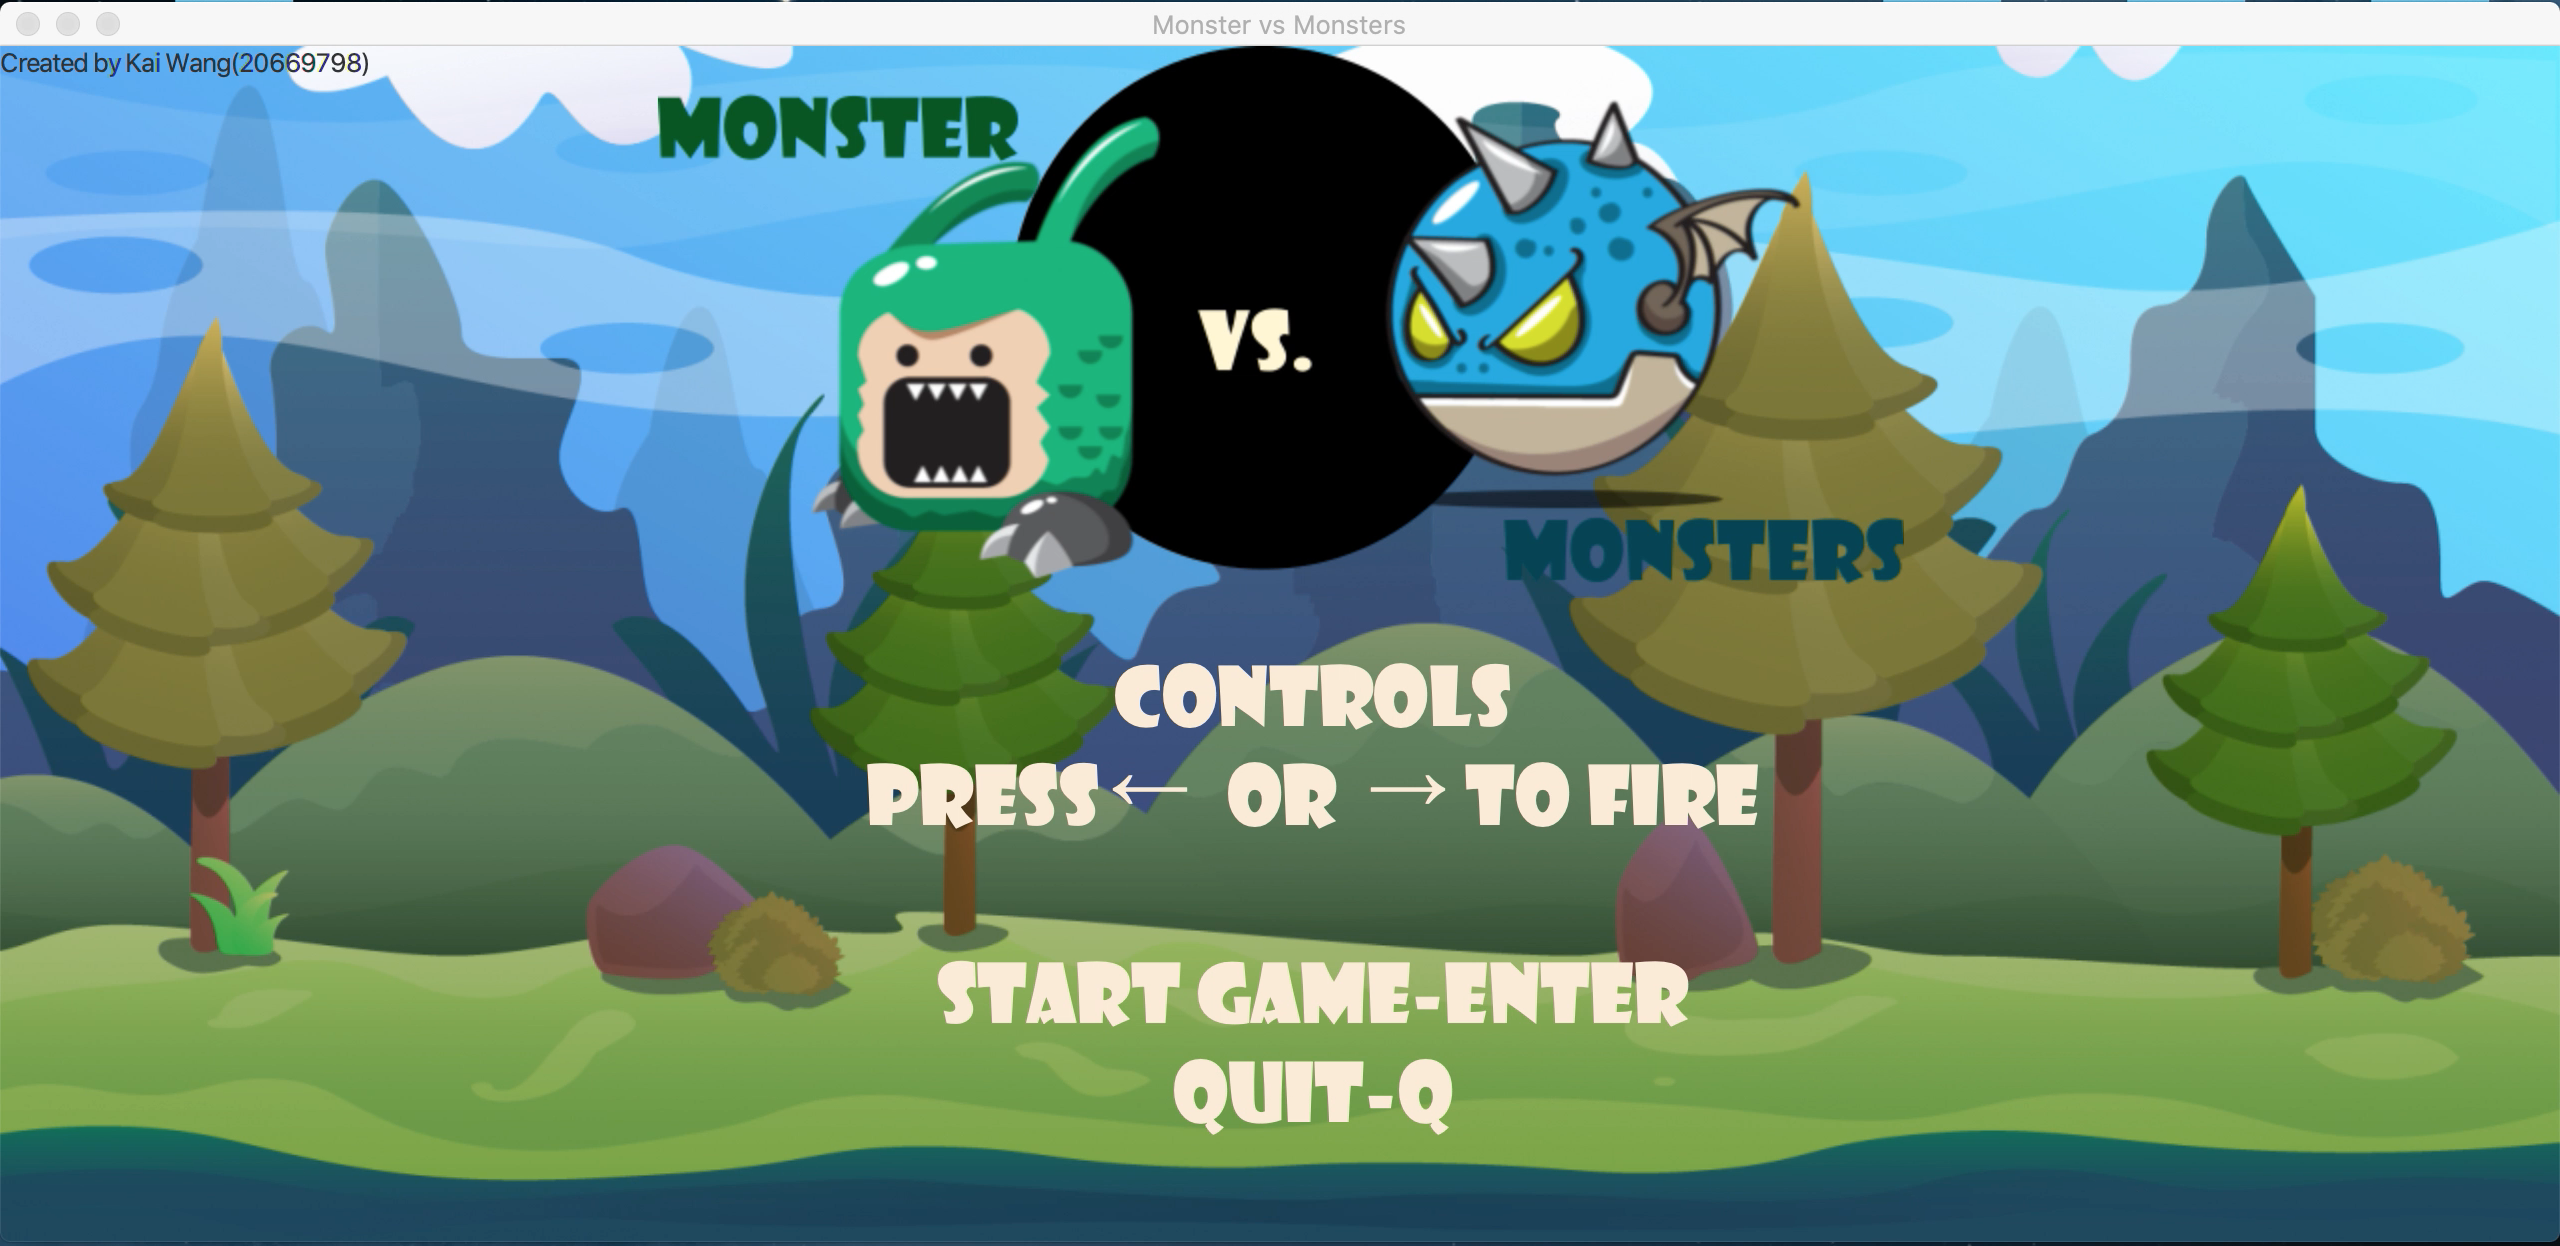 Monster vs Monsters
Created by Kai Wang(20669798)
MONSTER
VS.
MONSTERS
CONTROLS
PRESS← OR → TO FIRE
START GAME-ENTER
QUIT-Q